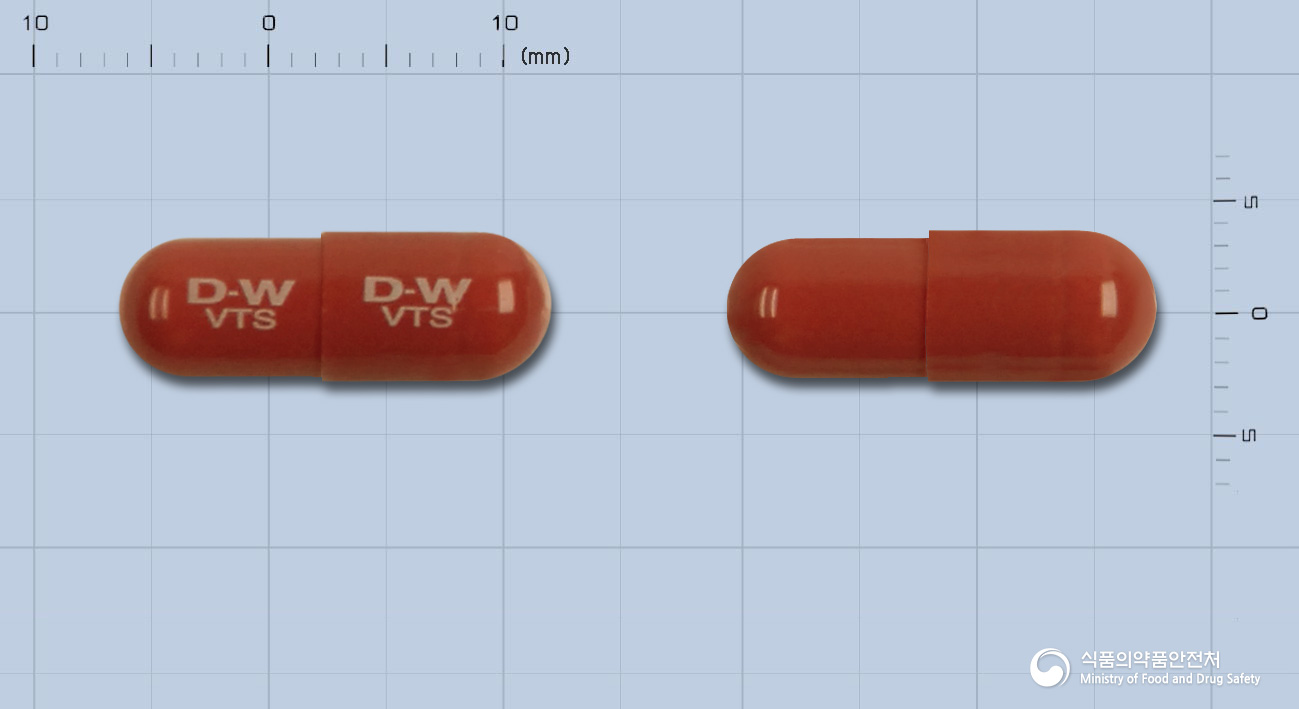 10 0 10
(mm)
D-W D-W
VTS VTS
5
0
5
식품의약품안전처
Ministry of Food and Drug Safety